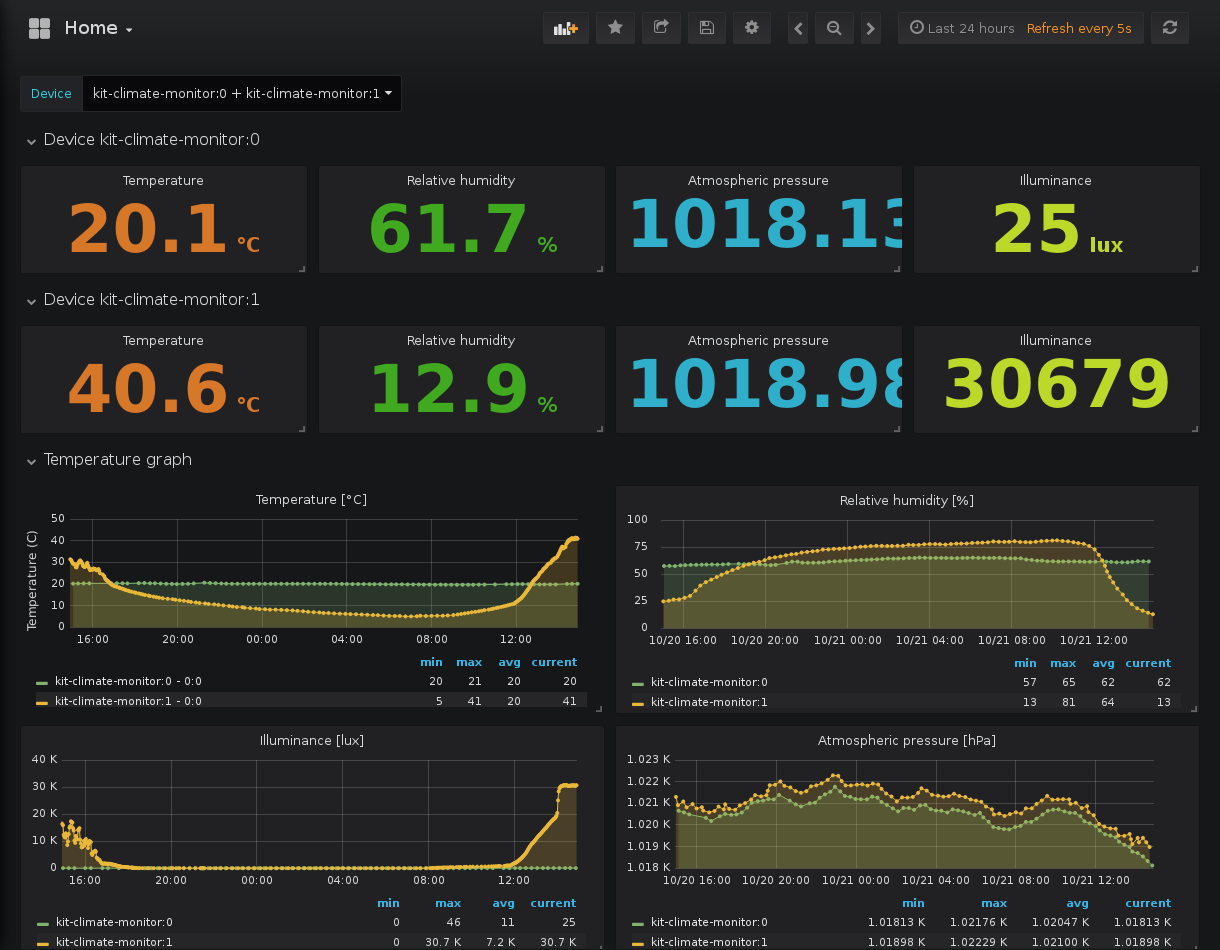 Home
Last 24 hours Refresh every 5s
Device kit-climate-monitor:0 + kit-climate-monitor:1
Device kit-climate-monitor:0
Temperature Relative humidity Atmospheric pressure Illuminance
20.1 °C 61.7 % 1018.13 25 lux
Device kit-climate-monitor:1
Temperature Relative humidity Atmospheric pressure Illuminance
40.6 °C 12.9 % 1018.98 30679
Temperature graph
Temperature [°C]
Temperature (C)
50
40
30
20
10
0
16:00 20:00 00:00 04:00 08:00 12:00
min max avg current
kit-climate-monitor:0 - 0:0 20 21 20 20
kit-climate-monitor:1 - 0:0 5 41 20 41
Relative humidity [%]
100
75
50
25
0
10/20 16:00 10/20 20:00 10/21 00:00 10/21 04:00 10/21 08:00 10/21 12:00
min max avg current
kit-climate-monitor:0 57 65 62 62
kit-climate-monitor:1 13 81 64 13
Illuminance [lux]
40 K
30 K
20 K
10 K
0
16:00 20:00 00:00 04:00 08:00 12:00
min max avg current
kit-climate-monitor:0 0 46 11 25
kit-climate-monitor:1 0 30.7 K 7.2 K 30.7 K
Atmospheric pressure [hPa]
1.023 K
1.022 K
1.021 K
1.020 K
1.019 K
1.018 K
10/20 16:00 10/20 20:00 10/21 00:00 10/21 04:00 10/21 08:00 10/21 12:00
min max avg current
kit-climate-monitor:0 1.01813 K 1.02176 K 1.02047 K 1.01813 K
kit-climate-monitor:1 1.01898 K 1.02229 K 1.02100 K 1.01898 K